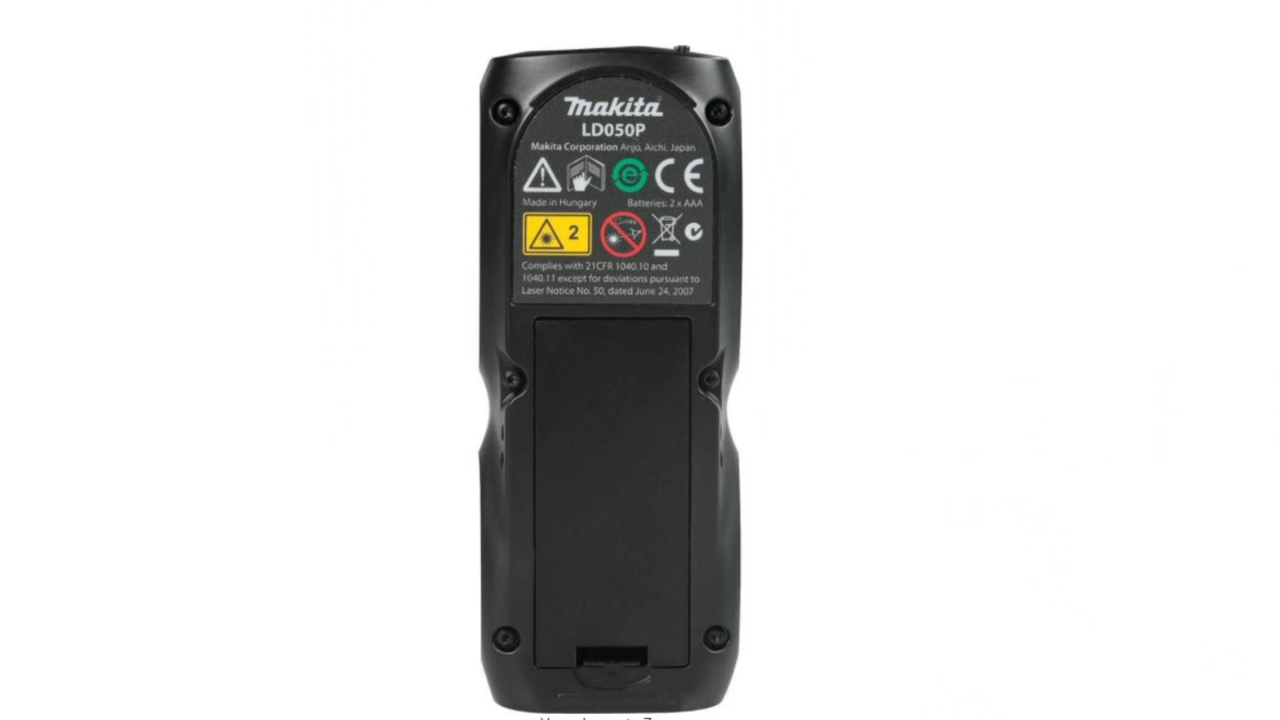 makita
LD050P
Makita Corporation Anjo, Aichi, Japan
CE
Made in Hungary Batteries: 2 x AAA
2
Complies with 21CFR 1040.10 and
1040.11 except for deviations pursuant to
Laser Notice No. 50, dated June 24, 2007